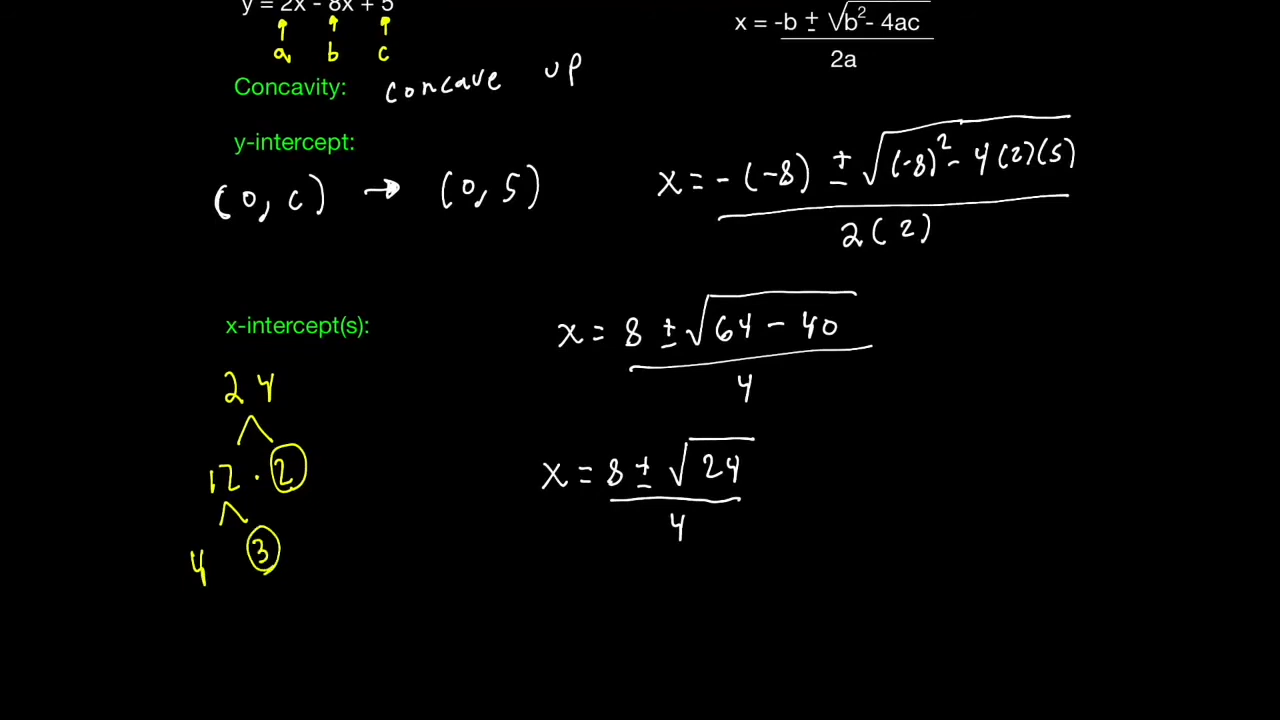 y = 2x - 8x + 5
a b c
x = -b ± √b² - 4ac
2a
Concavity: concave up
y-intercept:
(0, c) → (0, 5)
x = -(-8) ± √(-8)² - 4(2)(5)
2(2)
x-intercept(s):
x = 8 ± √64 - 40
4
24
12 · 2
4 3
x = 8 ± √24
4